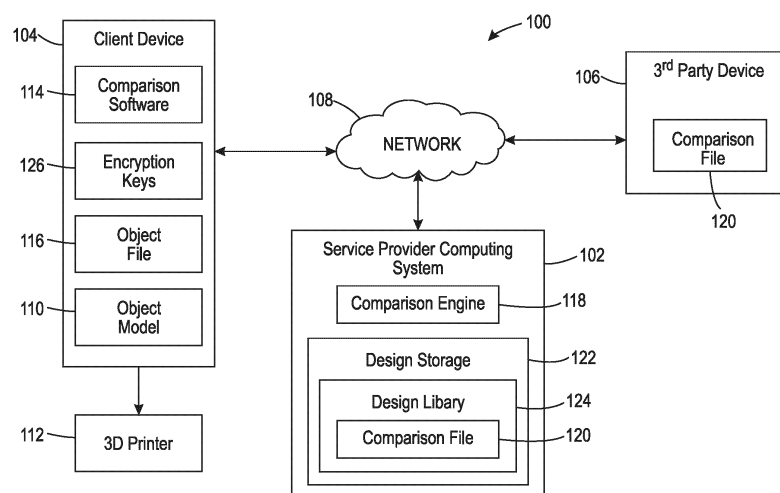 100
104
Client Device
114
Comparison
Software
126
Encryption
Keys
116
Object
File
110
Object
Model
112
3D Printer
108
NETWORK
106
3rd Party Device
Comparison
File
120
Service Provider Computing
System
102
Comparison Engine
118
Design Storage
122
Design Libary
124
Comparison File
120